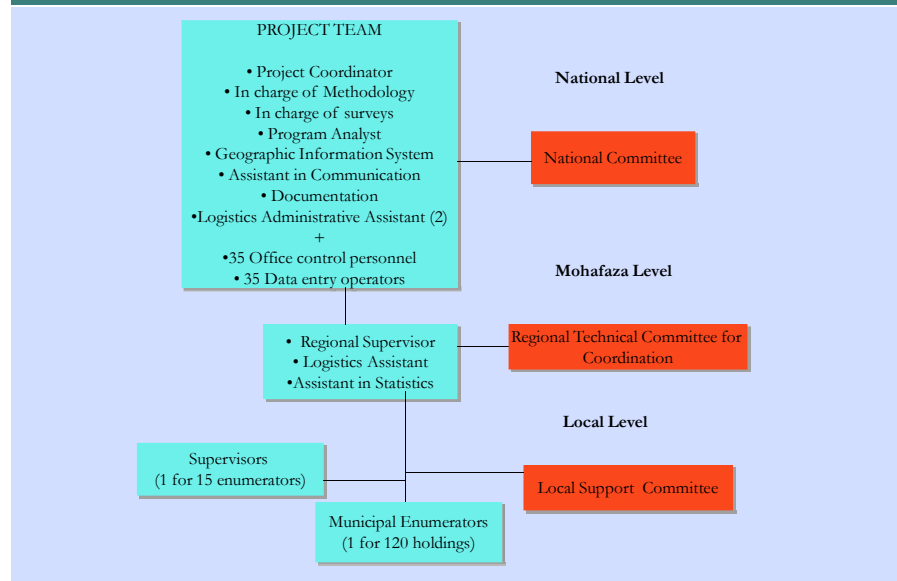 PROJECT TEAM
• Project Coordinator
• In charge of Methodology
• In charge of surveys
• Program Analyst
• Geographic Information System
• Assistant in Communication
• Documentation
•Logistics Administrative Assistant (2)
+
•35 Office control personnel
• 35 Data entry operators
National Level
National Committee
Mohafaza Level
• Regional Supervisor
• Logistics Assistant
•Assistant in Statistics
Regional Technical Committee for
Coordination
Local Level
Supervisors
(1 for 15 enumerators)
Local Support Committee
Municipal Enumerators
(1 for 120 holdings)